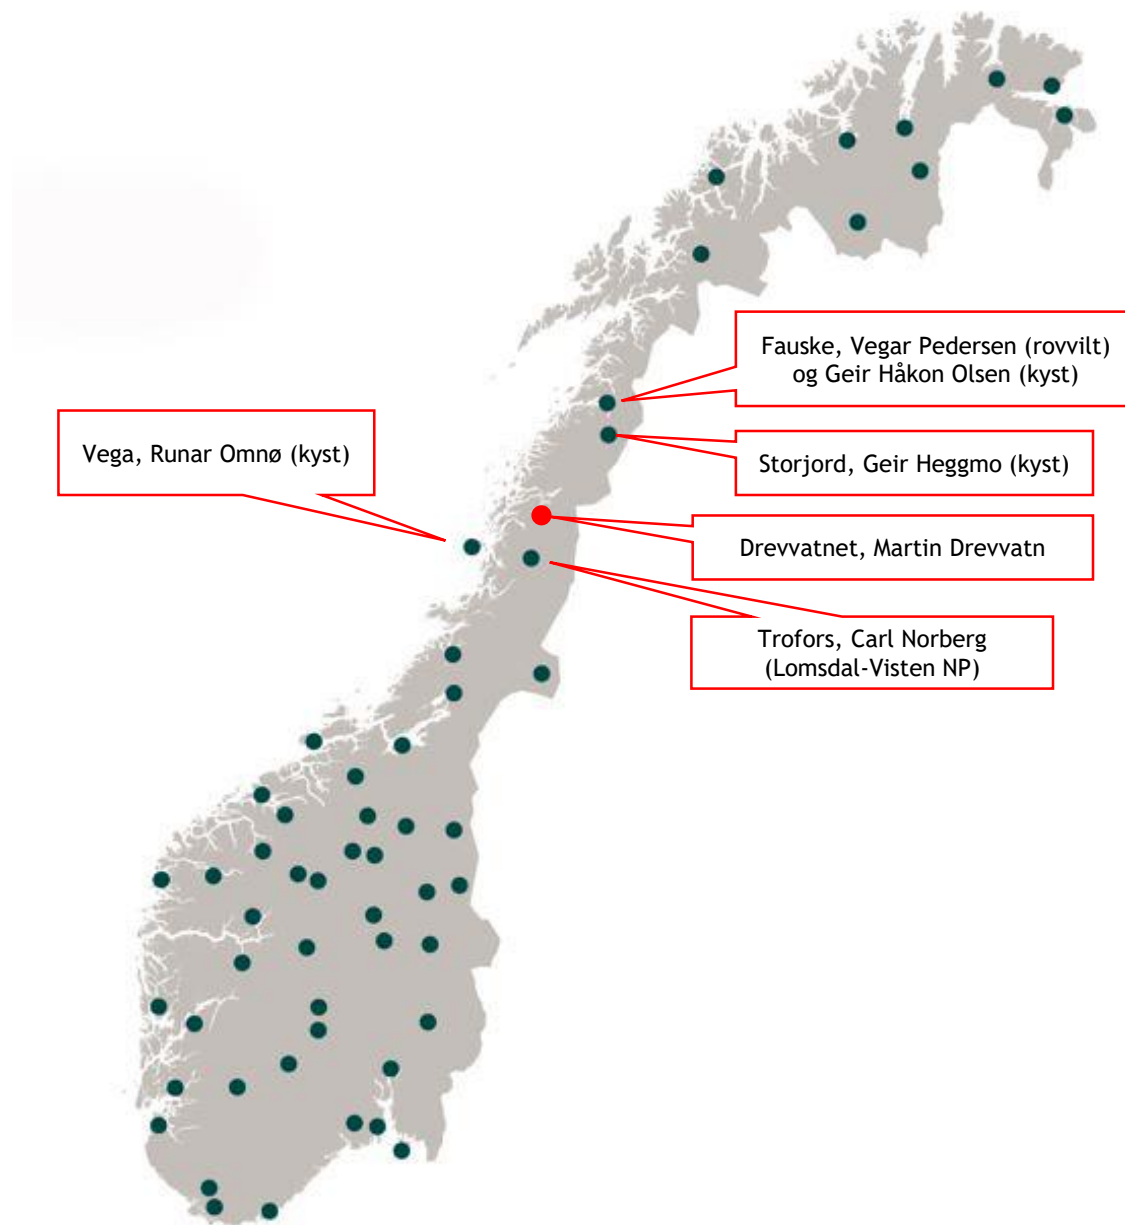 Fauske, Vegar Pedersen (rovvilt)
og Geir Håkon Olsen (kyst)
Vega, Runar Omnø (kyst)
Storjord, Geir Heggmo (kyst)
Drevvatnet, Martin Drevvatn
Trofors, Carl Norberg
(Lomsdal-Visten NP)